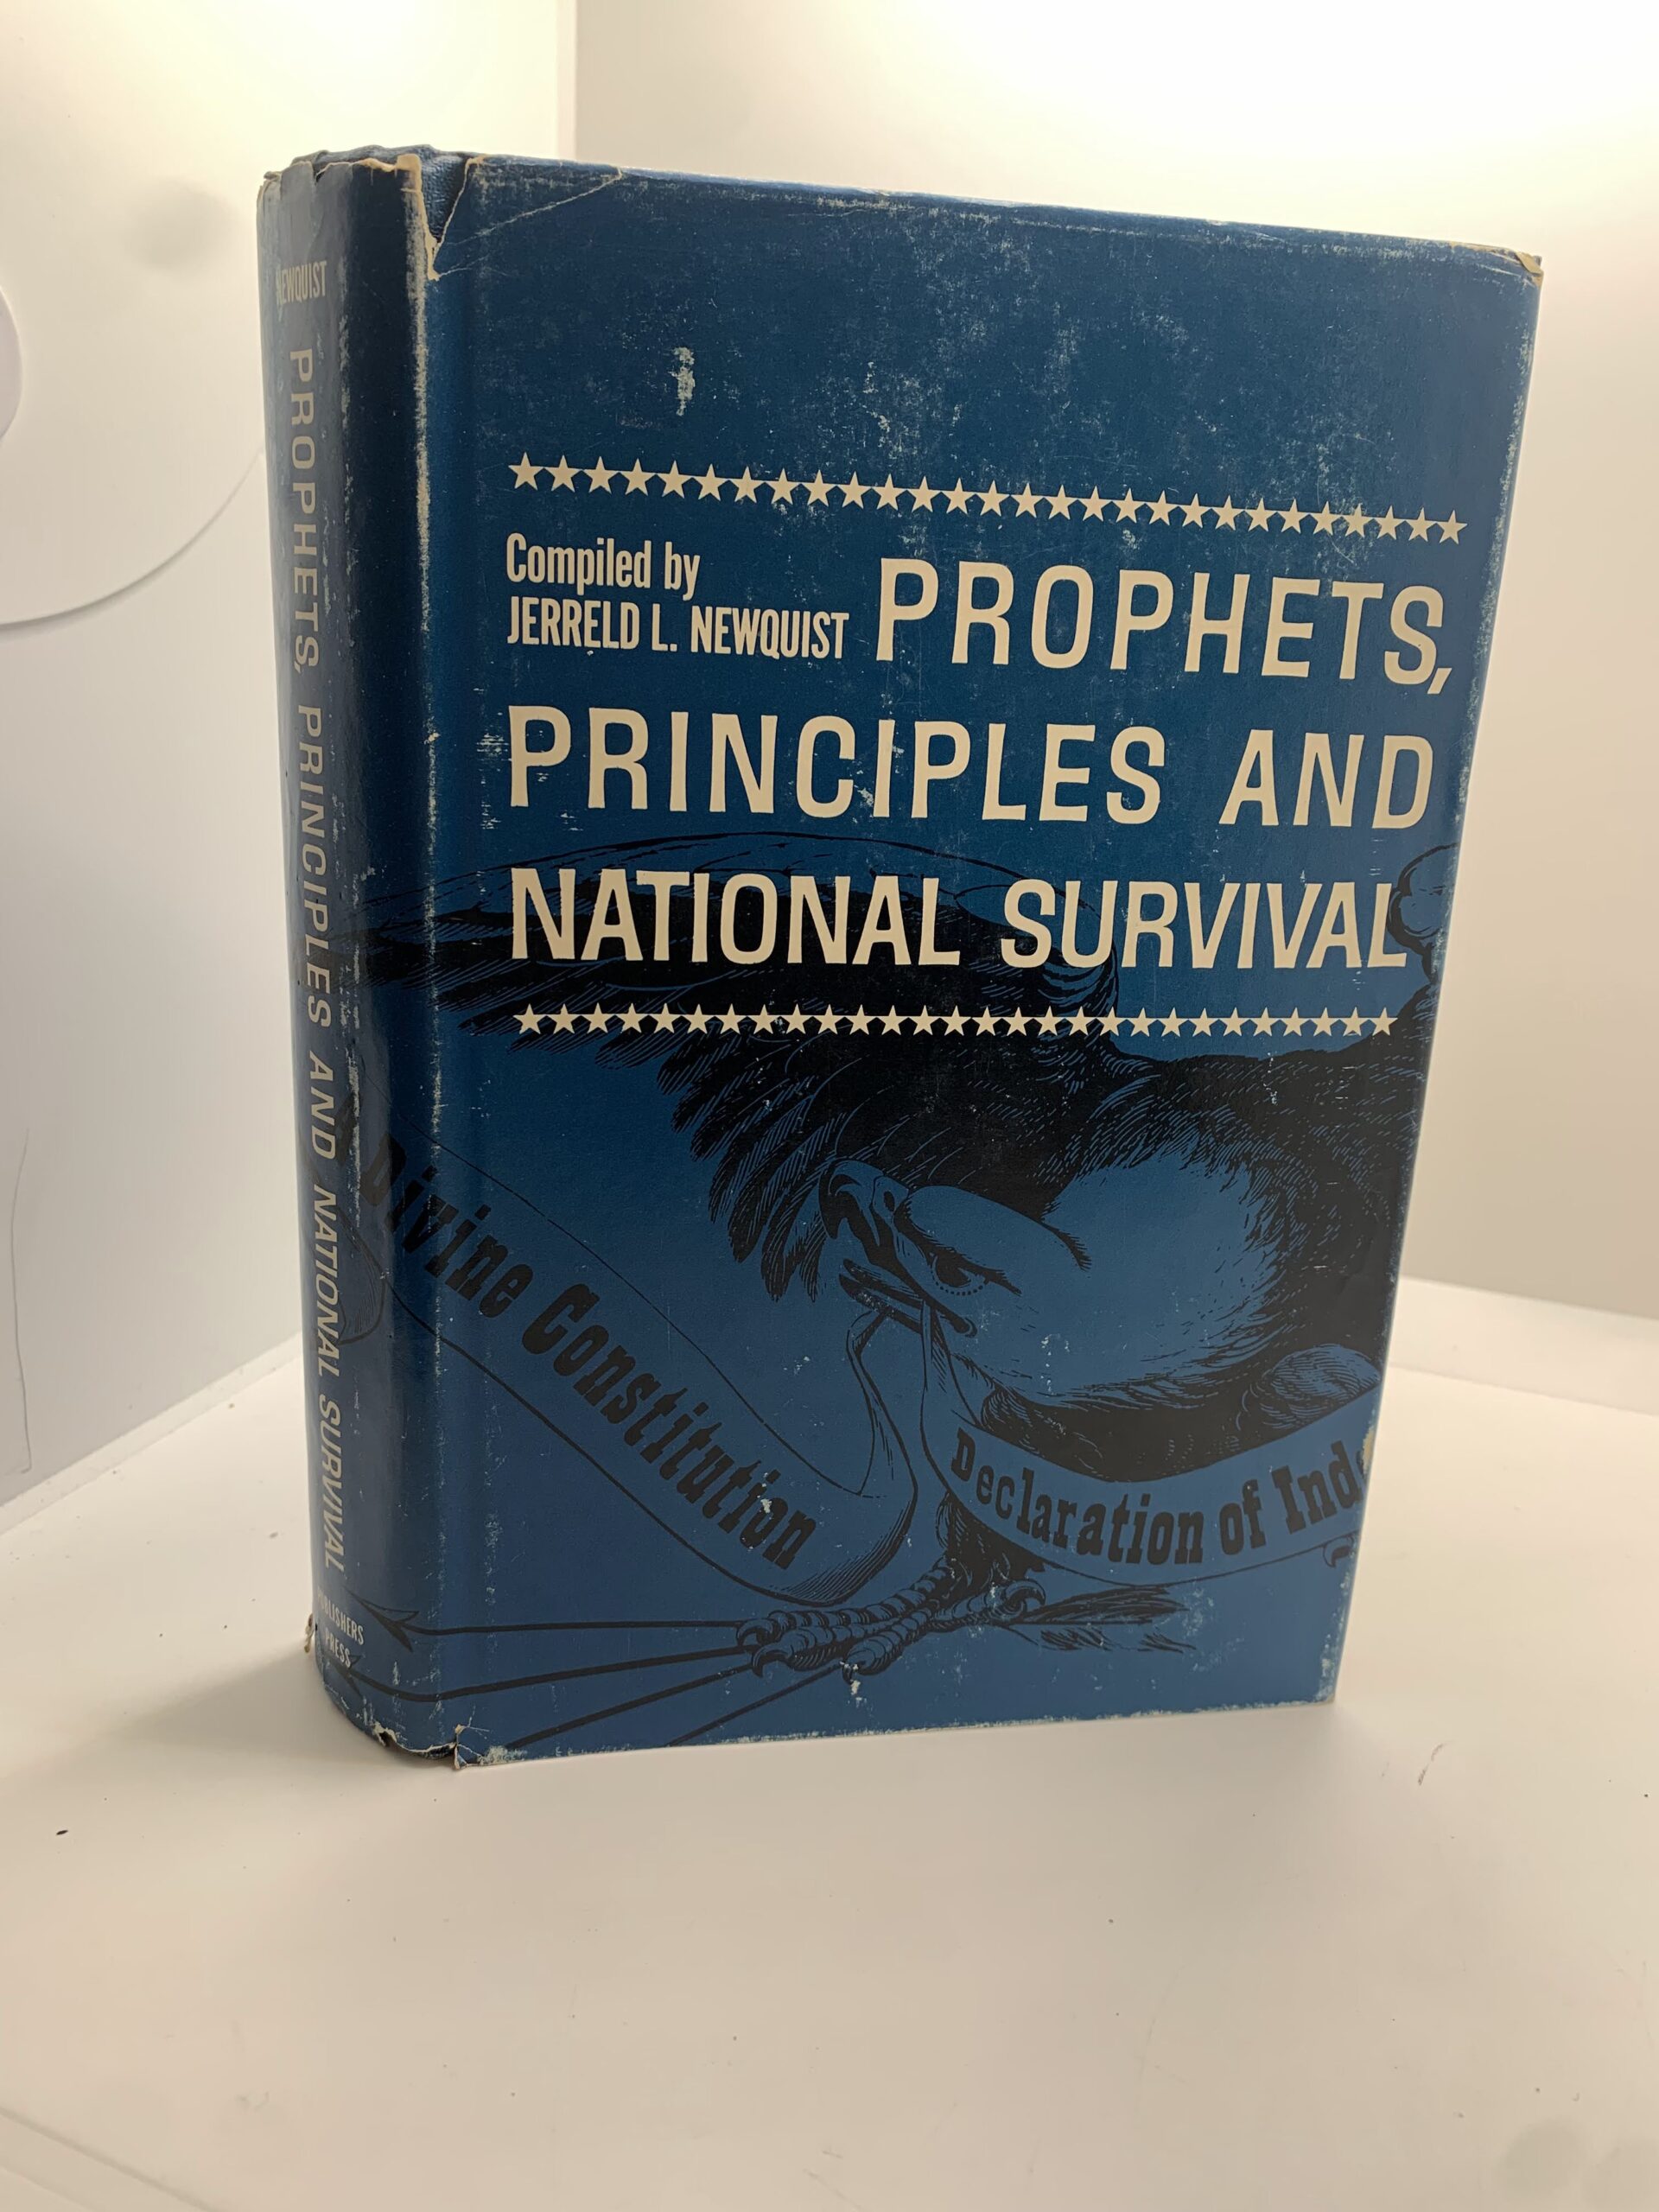 NEWQUIST
PROPHETS, PRINCIPLES AND NATIONAL SURVIVAL
PUBLISHERS
PRESS
Compiled by
JERRELD L. NEWQUIST
PROPHETS,
PRINCIPLES AND
NATIONAL SURVIVAL
Divine Constitution
Declaration of Ind